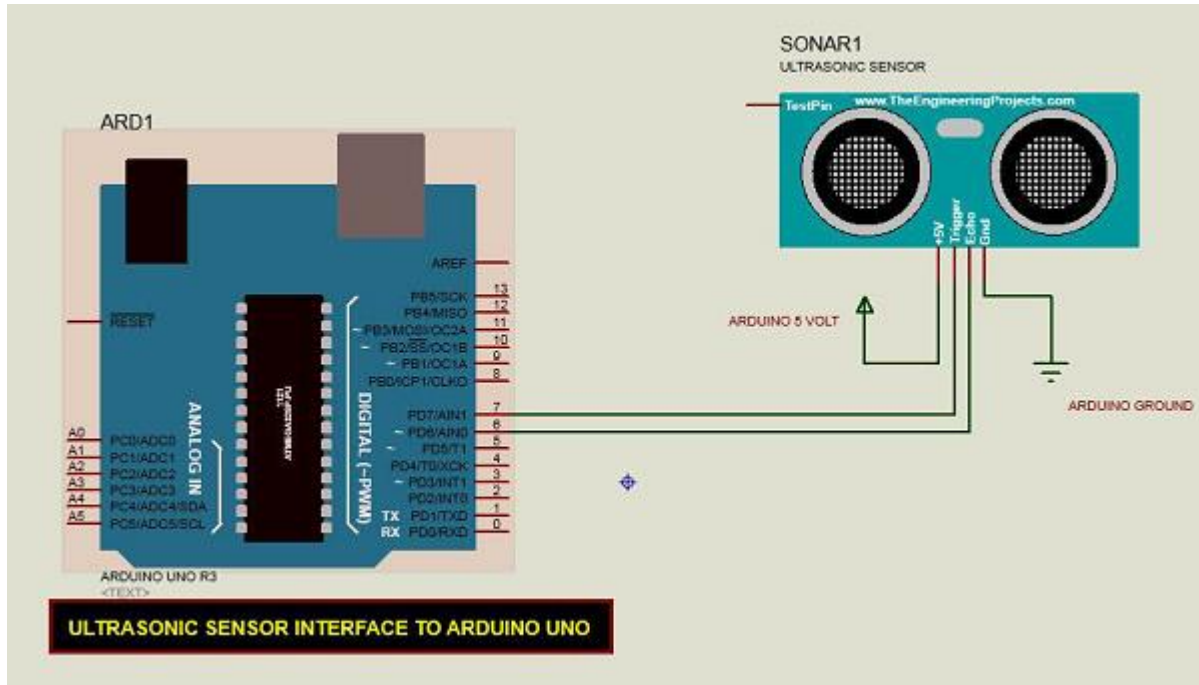 SONAR1
ULTRASONIC SENSOR
TestPin
www.TheEngineeringProjects.com
+5V
Trigger
Echo
Gnd
ARDUINO 5 VOLT
ARDUINO GROUND
ARD1
RESET
AREF
PB5/SCK 13
PB4/MISO 12
~ PB3/MOSI/OC2A 11
~ PB2/SS/OC1B 10
~ PB1/OC1A 9
PB0/ICP1/CLKO 8
PD7/AIN1 7
~ PD6/AIN0 6
~ PD5/T1 5
PD4/T0/XCK 4
~ PD3/INT1 3
PD2/INT0 2
TX PD1/TXD 1
RX PD0/RXD 0
DIGITAL (~PWM)
ANALOG IN
A0 PC0/ADC0
A1 PC1/ADC1
A2 PC2/ADC2
A3 PC3/ADC3
A4 PC4/ADC4/SDA
A5 PC5/ADC5/SCL
ARDUINO UNO R3
<TEXT>
ULTRASONIC SENSOR INTERFACE TO ARDUINO UNO